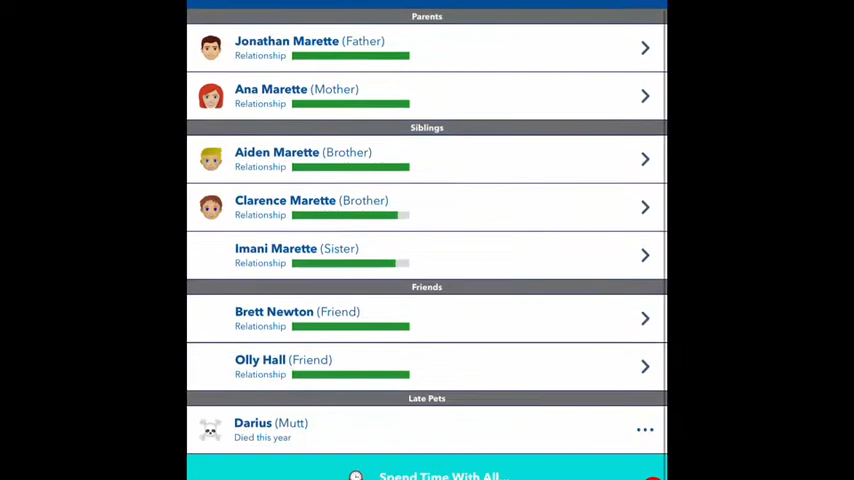 Parents
Jonathan Marette (Father)
Relationship
Ana Marette (Mother)
Relationship
Siblings
Aiden Marette (Brother)
Relationship
Clarence Marette (Brother)
Relationship
Imani Marette (Sister)
Relationship
Friends
Brett Newton (Friend)
Relationship
Olly Hall (Friend)
Relationship
Late Pets
Darius (Mutt)
Died this year
Spend Time With All...